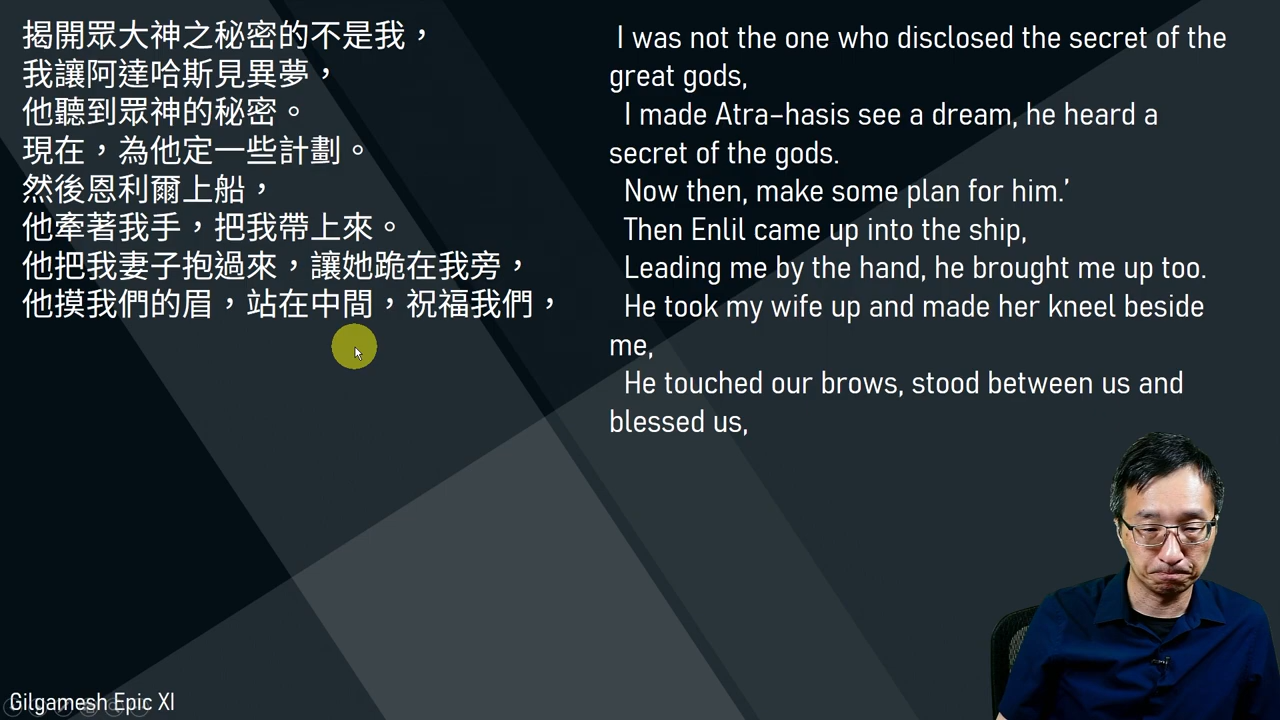 揭開眾大神之秘密的不是我，
我讓阿達哈斯見異夢，
他聽到眾神的秘密。
現在，為他定一些計劃。
然後恩利爾上船，
他牽著我手，把我帶上來。
他把我妻子抱過來，讓她跪在我旁，
他摸我們的眉，站在中間，祝福我們，
I was not the one who disclosed the secret of the
great gods,
I made Atra-hasis see a dream, he heard a
secret of the gods.
Now then, make some plan for him.’
Then Enlil came up into the ship,
Leading me by the hand, he brought me up too.
He took my wife up and made her kneel beside
me,
He touched our brows, stood between us and
blessed us,
Gilgamesh Epic XI